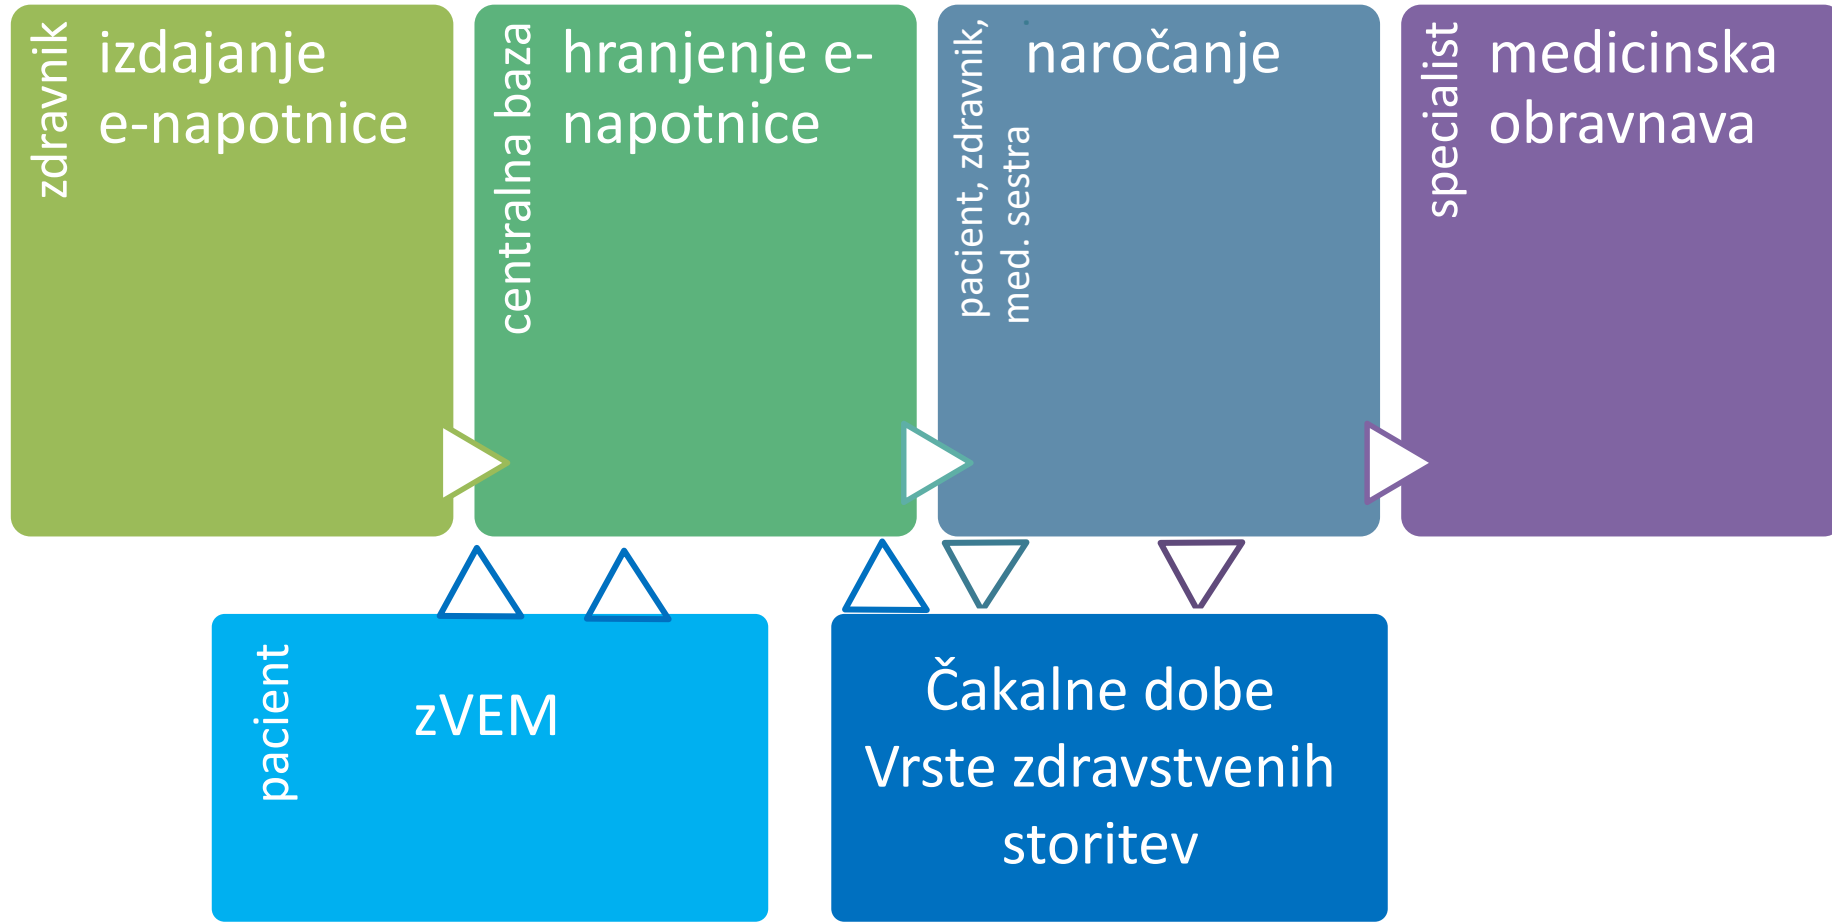 zdravnik
izdajanje
e-napotnice
centralna baza
hranjenje e-
napotnice
pacient, zdravnik,
med. sestra
naročanje
specialist
medicinska
obravnava
pacient
zVEM
Čakalne dobe
Vrste zdravstvenih
storitev